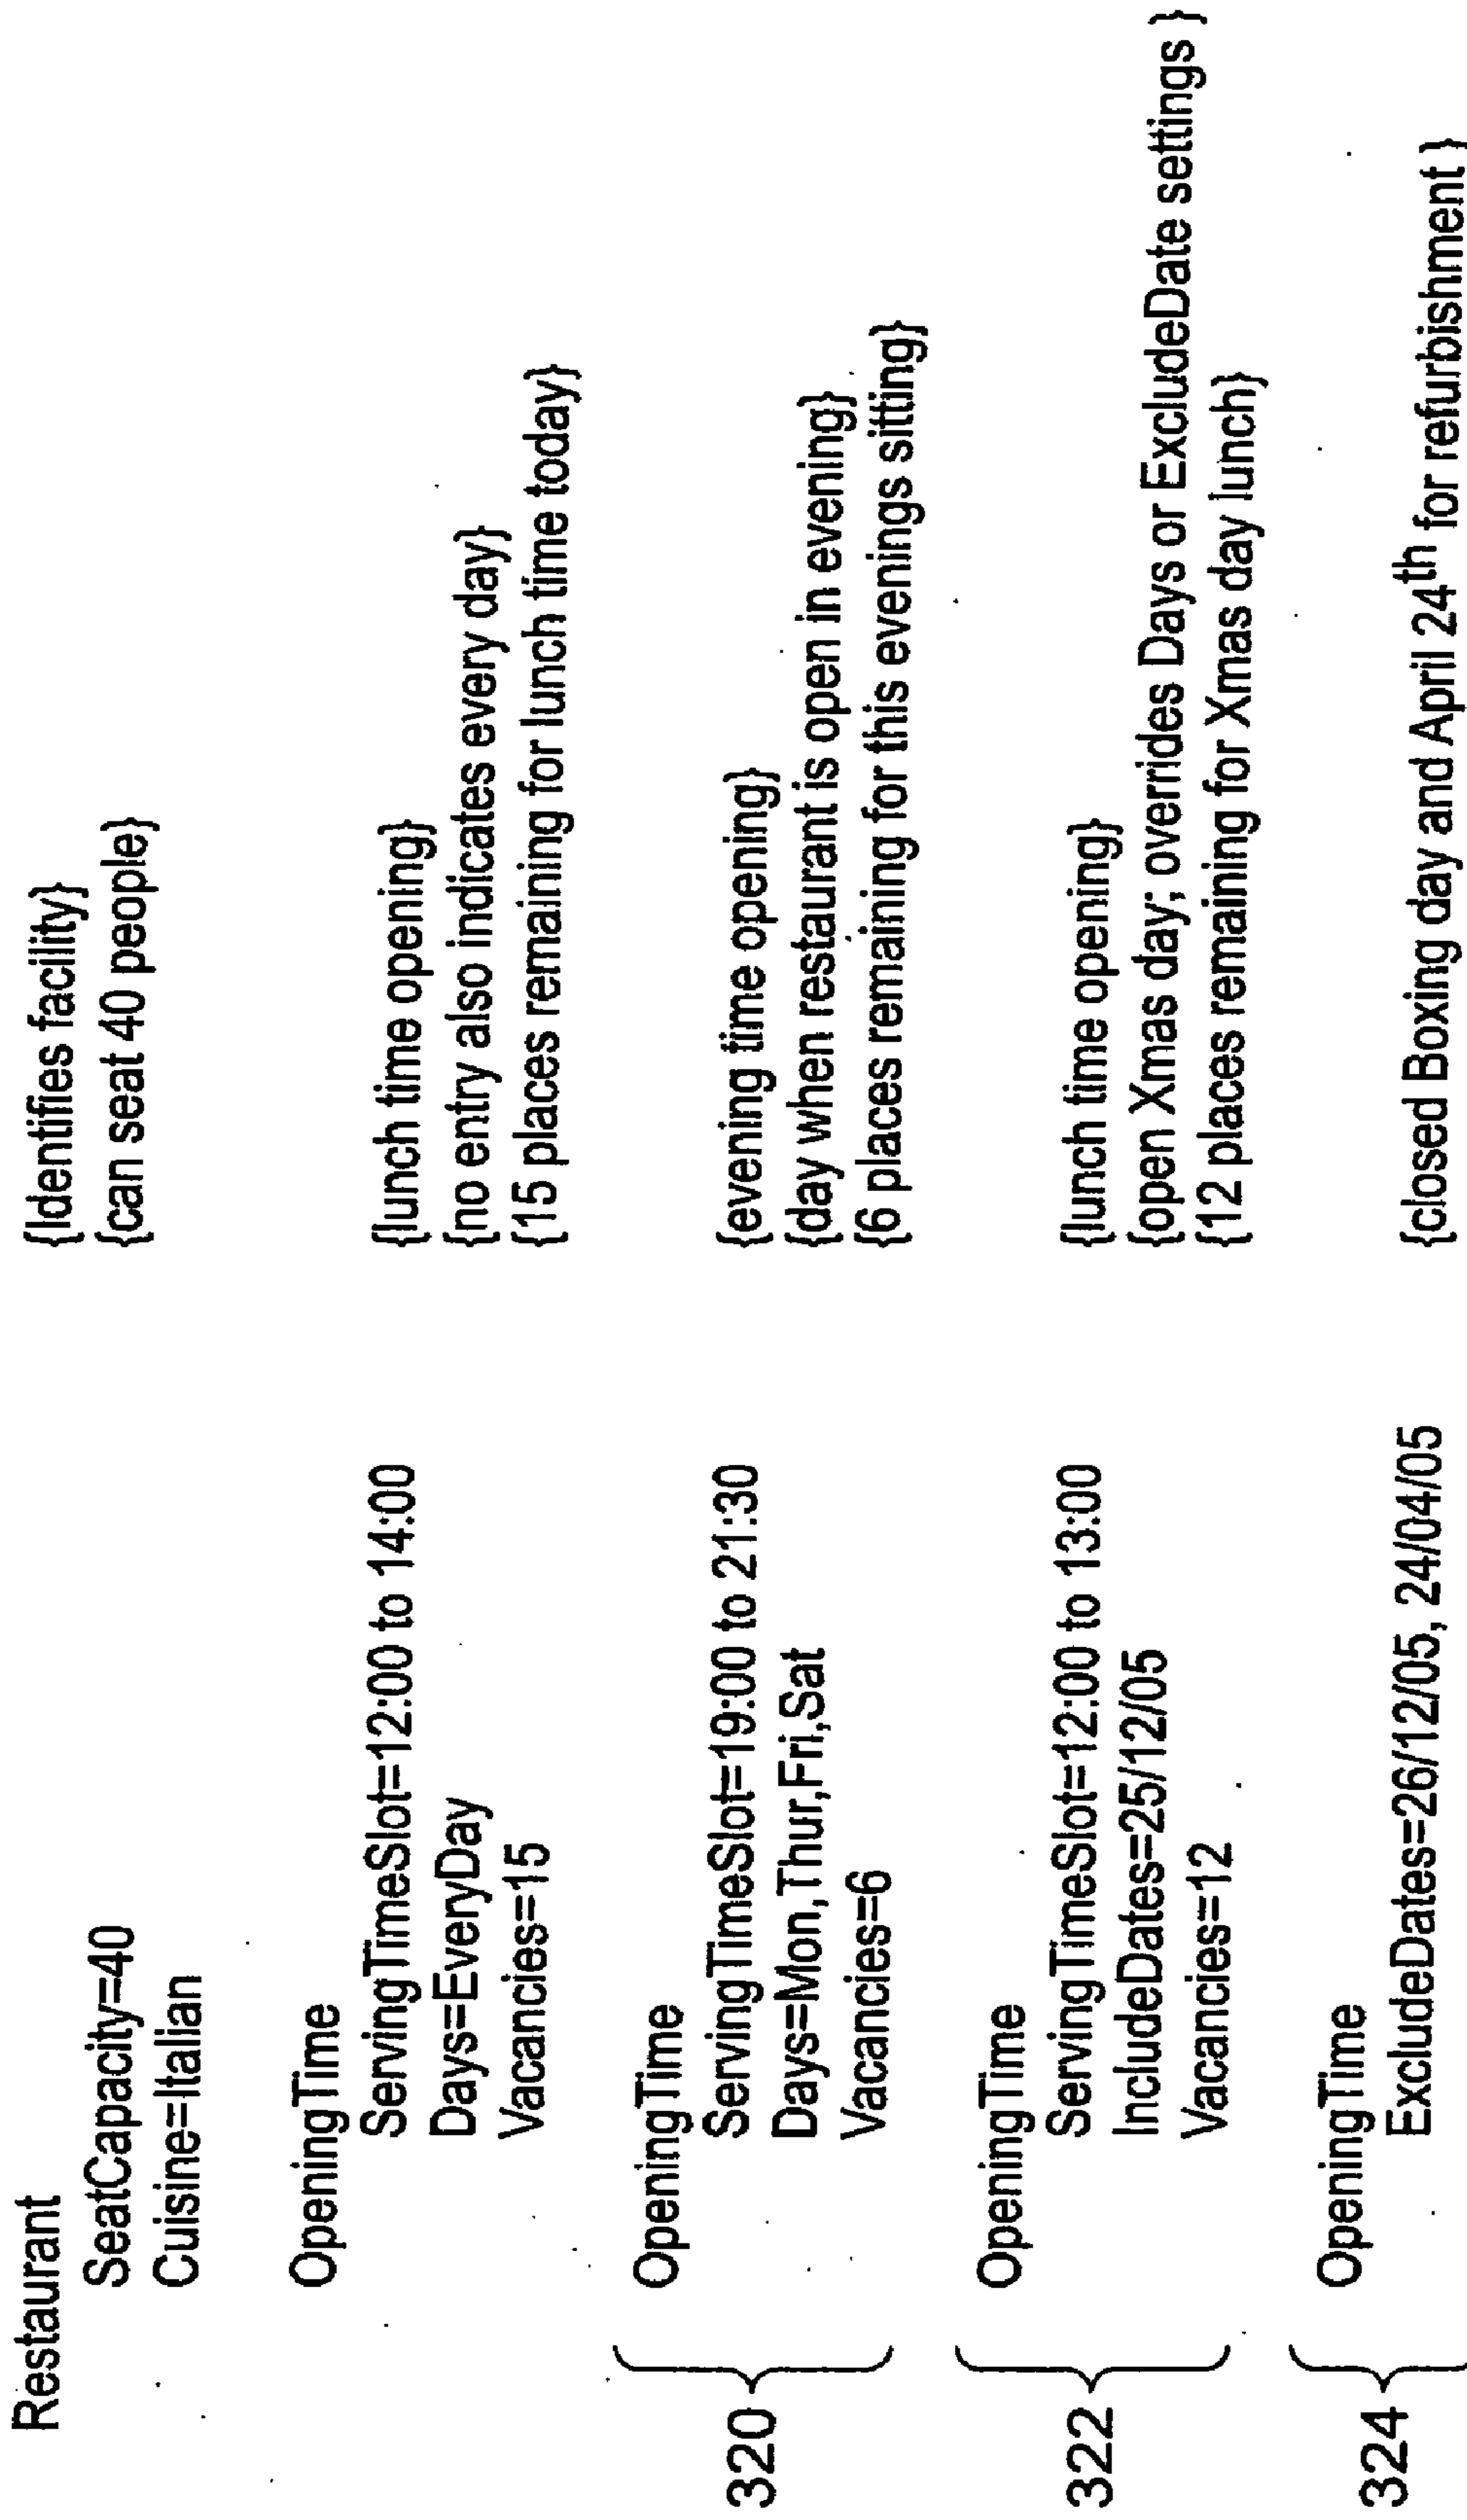 Restaurant {Identifies facility}
SeatCapacity=40 {can seat 40 people}
Cuisine=Italian
OpeningTime
ServingTimeSlot=12:00 to 14:00 {lunch time opening}
Days=EveryDay {no entry also indicates every day}
Vacancies=15 {15 places remaining for lunch time today}
320 OpeningTime
ServingTimeSlot=19:00 to 21:30 {evening time opening}
Days=Mon,Thur,Fri,Sat {day when restaurant is open in evening}
Vacancies=6 {6 places remaining for this evenings sitting}
322 OpeningTime
ServingTimeSlot=12:00 to 13:00 {lunch time opening}
IncludeDates=25/12/05 {open Xmas day; overrides Days or ExcludeDate settings}
Vacancies=12 {12 places remaining for Xmas day lunch}
324 OpeningTime
ExcludeDates=26/12/05, 24/04/05 {closed Boxing day and April 24th for refurbishment}